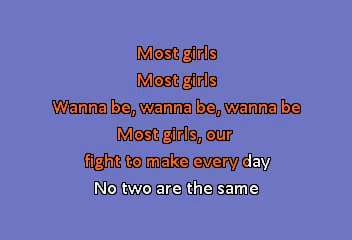 Most girls
Most girls
Wanna be, wanna be, wanna be
Most girls, our
fight to make every day
No two are the same